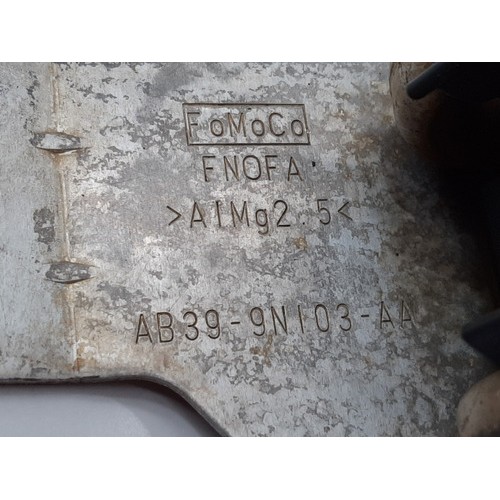 FoMoCo
FNOFA
>AlMg2.5<
AB39-9N103-AA